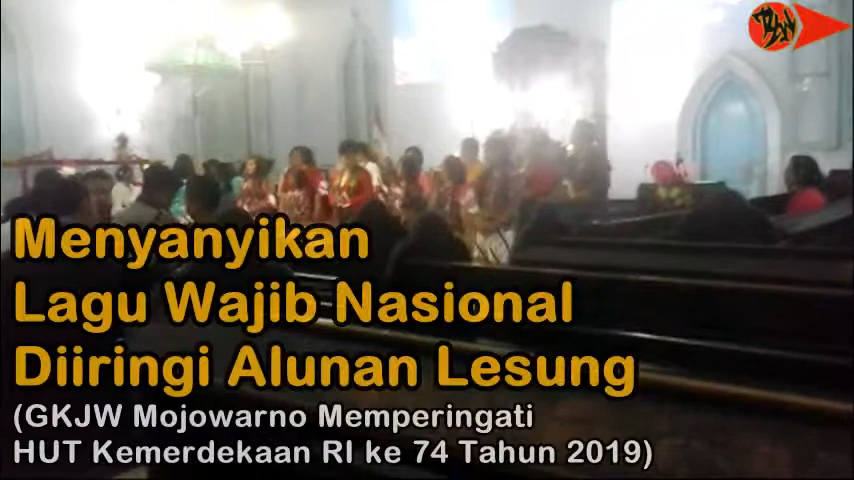 Menyanyikan
Lagu Wajib Nasional
Diiringi Alunan Lesung
(GKJW Mojowarno Memperingati
HUT Kemerdekaan RI ke 74 Tahun 2019)